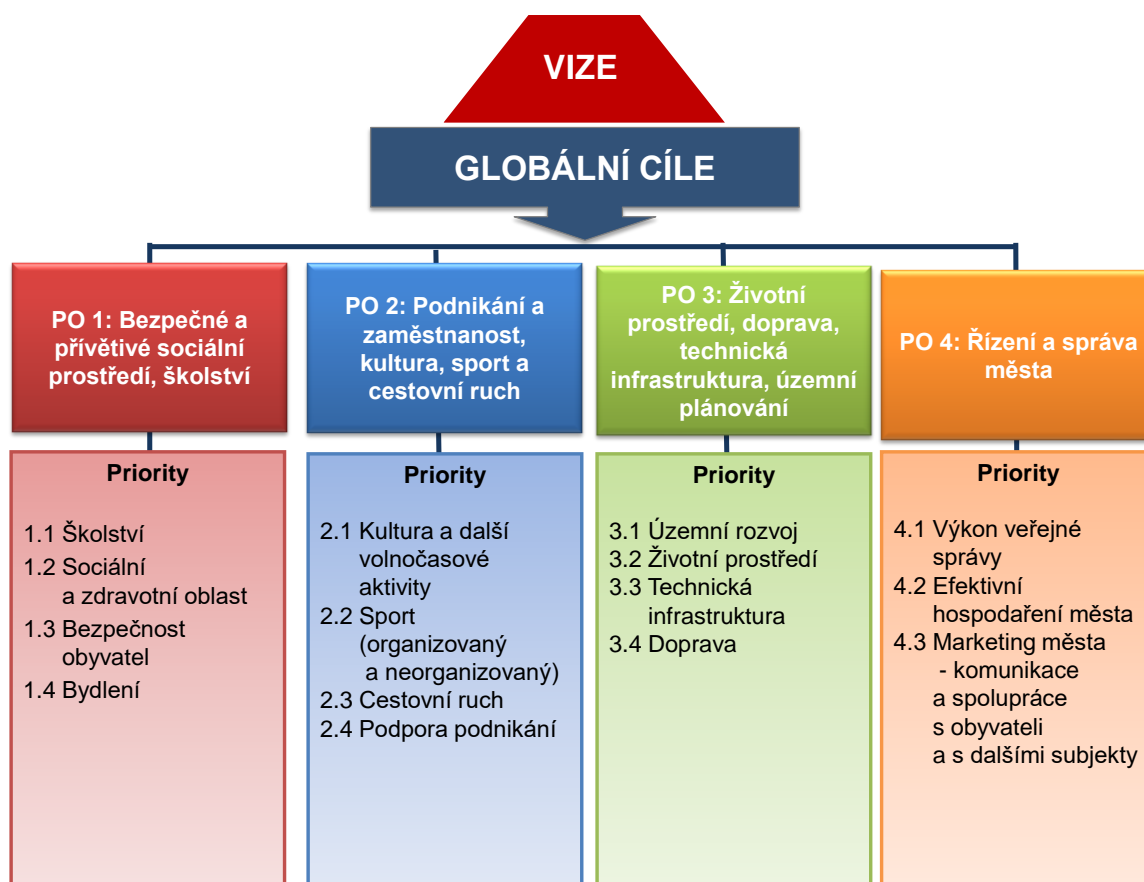 VIZE
GLOBÁLNÍ CÍLE
PO 1: Bezpečné a
přívětivé sociální
prostředí, školství
PO 2: Podnikání a
zaměstnanost,
kultura, sport a
cestovní ruch
PO 3: Životní
prostředí, doprava,
technická
infrastruktura, územní
plánování
PO 4: Řízení a správa
města
Priority
1.1 Školství
1.2 Sociální
a zdravotní oblast
1.3 Bezpečnost
obyvatel
1.4 Bydlení
Priority
2.1 Kultura a další
volnočasové
aktivity
2.2 Sport
(organizovaný
a neorganizovaný)
2.3 Cestovní ruch
2.4 Podpora podnikání
Priority
3.1 Územní rozvoj
3.2 Životní prostředí
3.3 Technická
infrastruktura
3.4 Doprava
Priority
4.1 Výkon veřejné
správy
4.2 Efektivní
hospodaření města
4.3 Marketing města
- komunikace
a spolupráce
s obyvateli
a s dalšími subjekty